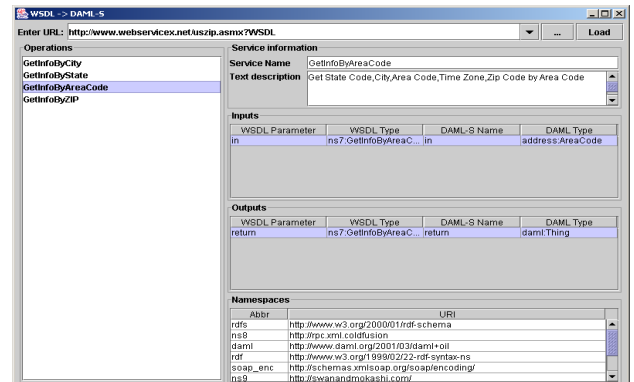 WSDL -> DAML-S
Enter URL: http://www.webservicex.net/uszip.asmx?WSDL ... Load
Operations
GetInfoByCity
GetInfoByState
GetInfoByAreaCode
GetInfoByZIP
Service information
Service Name GetInfoByAreaCode
Text description Get State Code,City,Area Code,Time Zone,Zip Code by Area Code
Inputs
WSDL Parameter WSDL Type DAML-S Name DAML Type
in ns7:GetInfoByAreaC... in address:AreaCode
Outputs
WSDL Parameter WSDL Type DAML-S Name DAML Type
return ns7:GetInfoByAreaC... return daml:Thing
Namespaces
Abbr URI
rdfs http://www.w3.org/2000/01/rdf-schema
ns8 http://rpc.xml.coldfusion
daml http://www.daml.org/2001/03/daml+oil
rdf http://www.w3.org/1999/02/22-rdf-syntax-ns
soap_enc http://schemas.xmlsoap.org/soap/encoding/
ns9 http://swanandmokashi.com/